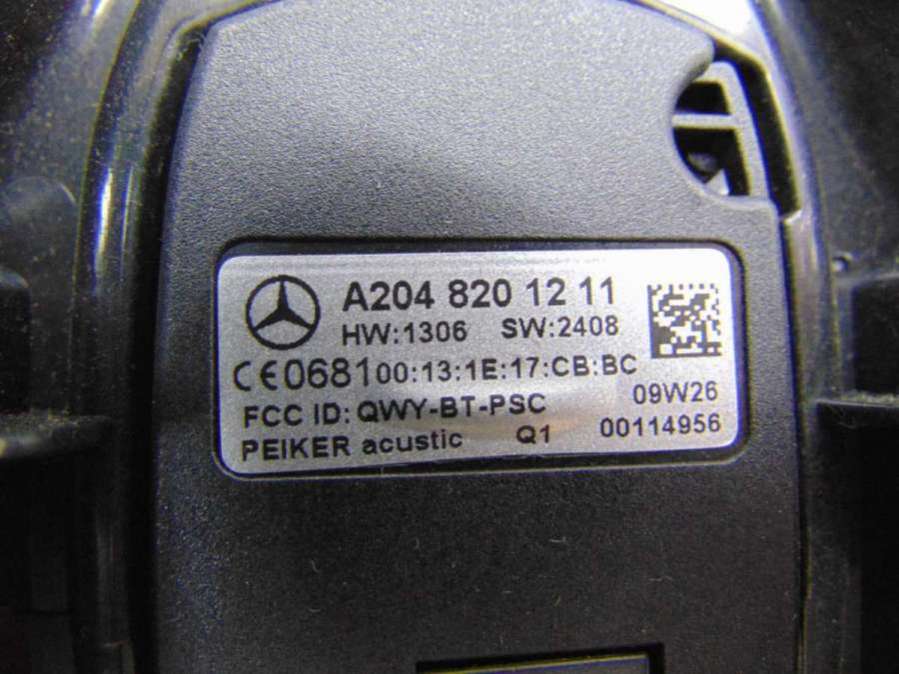 A204 820 12 11
HW:1306 SW:2408
CE0681 00:13:1E:17:CB:BC
FCC ID: QWY-BT-PSC 09W26
PEIKER acustic Q1 00114956